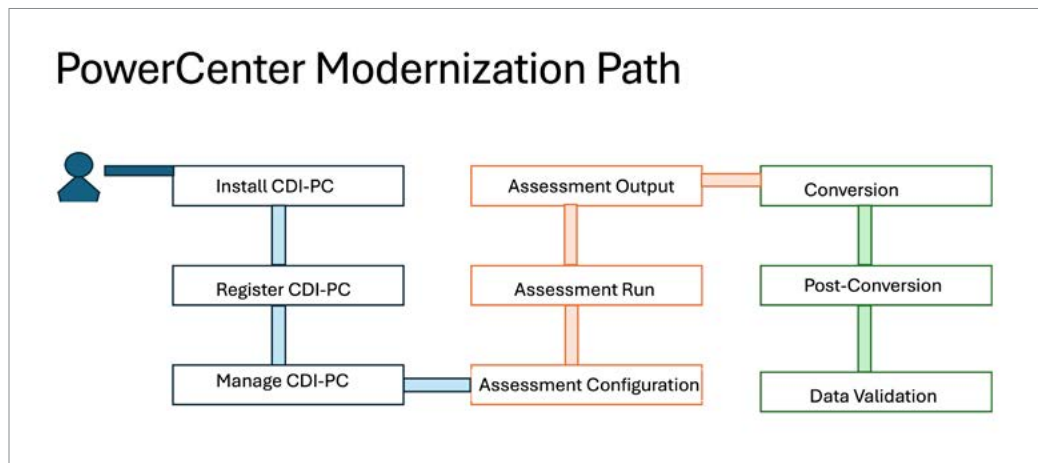 PowerCenter Modernization Path
Install CDI-PC
Register CDI-PC
Manage CDI-PC
Assessment Configuration
Assessment Run
Assessment Output
Conversion
Post-Conversion
Data Validation